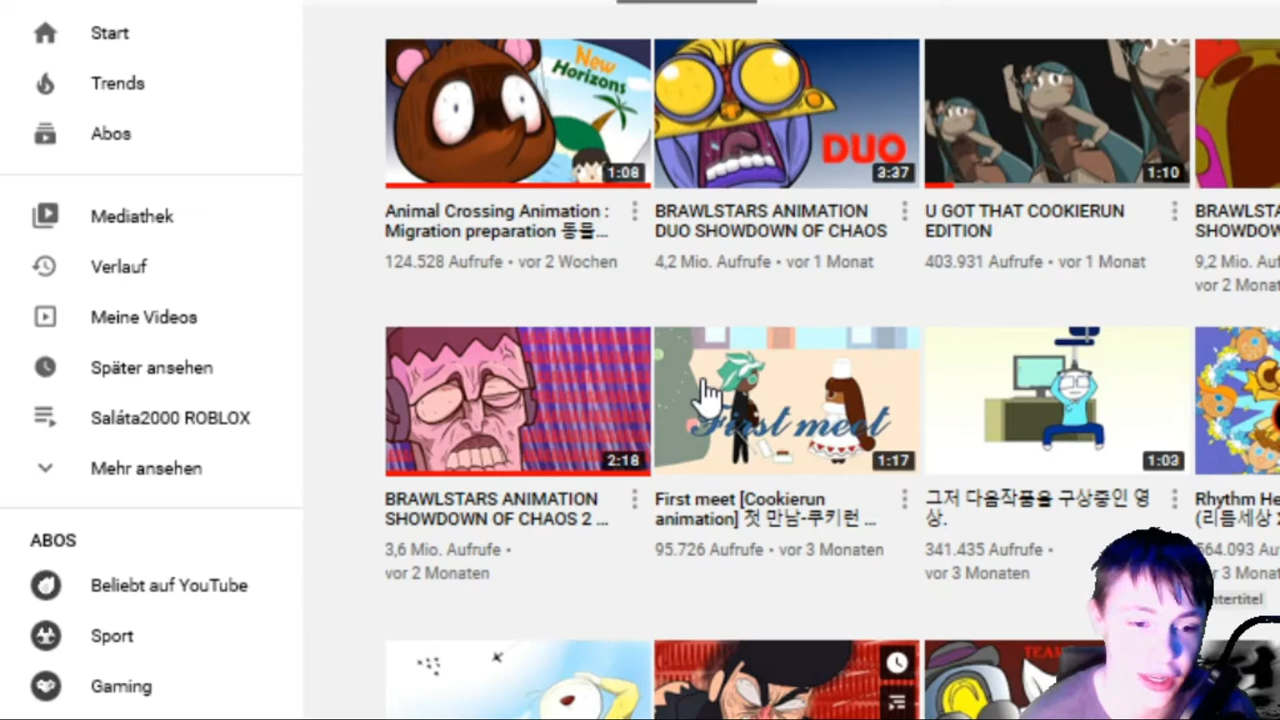 Start
Trends
Abos
Mediathek
Verlauf
Meine Videos
Später ansehen
Saláta2000 ROBLOX
Mehr ansehen
ABOS
Beliebt auf YouTube
Sport
Gaming
New
Horizons
1:08
DUO
3:37
1:10
Animal Crossing Animation :
Migration preparation 동물...
124.528 Aufrufe • vor 2 Wochen
BRAWLSTARS ANIMATION
DUO SHOWDOWN OF CHAOS
4,2 Mio. Aufrufe • vor 1 Monat
U GOT THAT COOKIERUN
EDITION
403.931 Aufrufe • vor 1 Monat
BRAWLSTA
SHOWDOW
9,2 Mio. Auf
vor 2 Monat
2:18
First meet
1:17
1:03
BRAWLSTARS ANIMATION
SHOWDOWN OF CHAOS 2 ...
3,6 Mio. Aufrufe •
vor 2 Monaten
First meet [Cookierun
animation] 첫 만남-쿠키런 ...
95.726 Aufrufe • vor 3 Monaten
그저 다음작품을 구상중인 영
상.
341.435 Aufrufe •
vor 3 Monaten
Rhythm He
(리듬세상
564.093 Au
r 3 Monat
ntertitel
TEAM